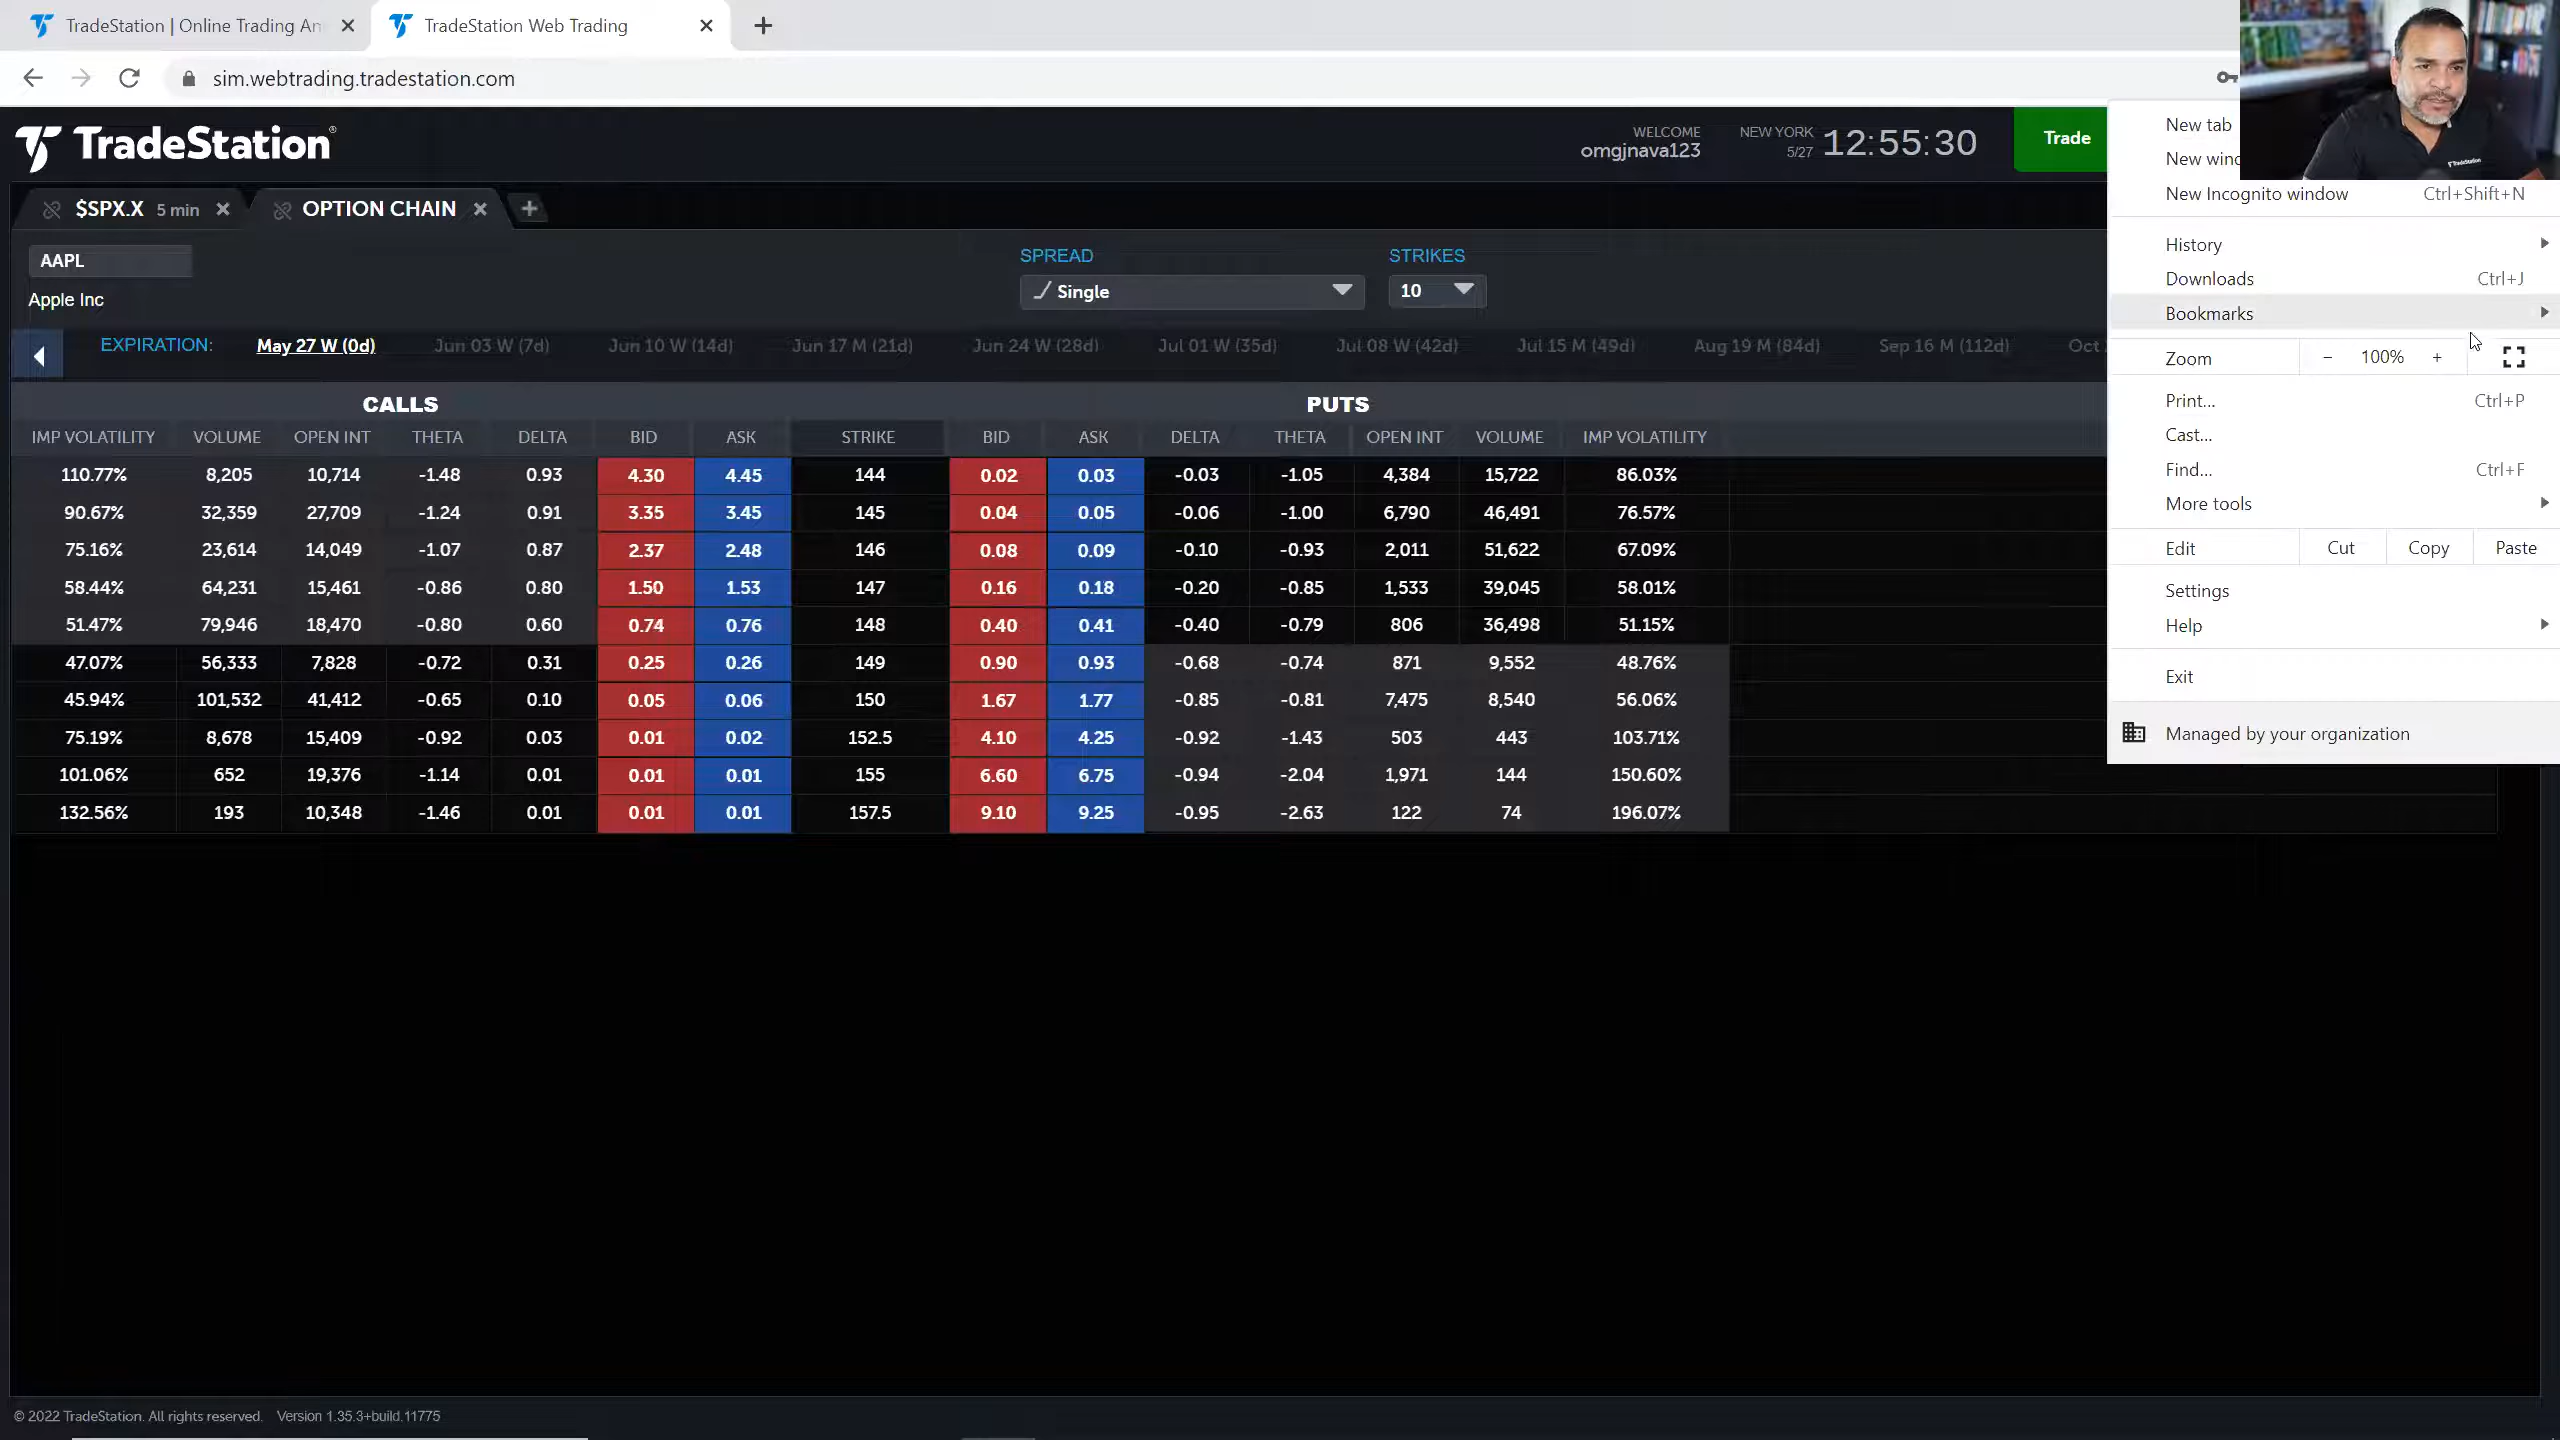 TradeStation | Online Trading An
TradeStation Web Trading
sim.webtrading.tradestation.com
TradeStation®
WELCOME
omgjnava123
NEW YORK
5/27
12:55:30
Trade
$SPX.X 5 min
OPTION CHAIN
AAPL
Apple Inc
SPREAD
Single
STRIKES
10
EXPIRATION: May 27 W (0d) Jun 03 W (7d) Jun 10 W (14d) Jun 17 M (21d) Jun 24 W (28d) Jul 01 W (35d) Jul 08 W (42d) Jul 15 M (49d) Aug 19 M (84d) Sep 16 M (112d) Oct
CALLS PUTS
IMP VOLATILITY VOLUME OPEN INT THETA DELTA BID ASK STRIKE BID ASK DELTA THETA OPEN INT VOLUME IMP VOLATILITY
110.77% 8,205 10,714 -1.48 0.93 4.30 4.45 144 0.02 0.03 -0.03 -1.05 4,384 15,722 86.03%
90.67% 32,359 27,709 -1.24 0.91 3.35 3.45 145 0.04 0.05 -0.06 -1.00 6,790 46,491 76.57%
75.16% 23,614 14,049 -1.07 0.87 2.37 2.48 146 0.08 0.09 -0.10 -0.93 2,011 51,622 67.09%
58.44% 64,231 15,461 -0.86 0.80 1.50 1.53 147 0.16 0.18 -0.20 -0.85 1,533 39,045 58.01%
51.47% 79,946 18,470 -0.80 0.60 0.74 0.76 148 0.40 0.41 -0.40 -0.79 806 36,498 51.15%
47.07% 56,333 7,828 -0.72 0.31 0.25 0.26 149 0.90 0.93 -0.68 -0.74 871 9,552 48.76%
45.94% 101,532 41,412 -0.65 0.10 0.05 0.06 150 1.67 1.77 -0.85 -0.81 7,475 8,540 56.06%
75.19% 8,678 15,409 -0.92 0.03 0.01 0.02 152.5 4.10 4.25 -0.92 -1.43 503 443 103.71%
101.06% 652 19,376 -1.14 0.01 0.01 0.01 155 6.60 6.75 -0.94 -2.04 1,971 144 150.60%
132.56% 193 10,348 -1.46 0.01 0.01 0.01 157.5 9.10 9.25 -0.95 -2.63 122 74 196.07%
New tab
New winc
New Incognito window Ctrl+Shift+N
History
Downloads Ctrl+J
Bookmarks
Zoom − 100% +
Print... Ctrl+P
Cast...
Find... Ctrl+F
More tools
Edit Cut Copy Paste
Settings
Help
Exit
Managed by your organization
TradeStation
© 2022 TradeStation. All rights reserved. Version 1.35.3+build.11775